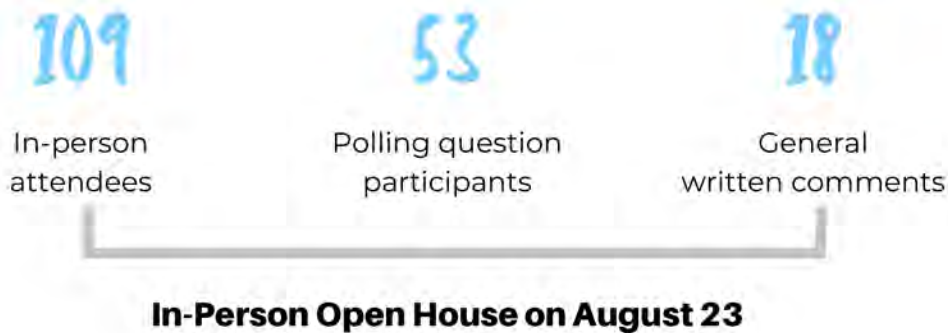 109
In-person
attendees
53
Polling question
participants
18
General
written comments
In-Person Open House on August 23